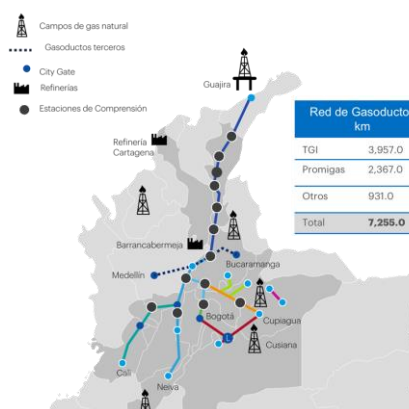 Campos de gas natural
Gasoductos terceros
City Gate
Refinerías
Estaciones de Comprensión
Guajira
Refinería
Cartagena
Red de Gasoducto
km
TGI 3,957.0
Promigas 2,367.0
Otros 931.0
Total 7,255.0
Barrancabermeja
Bucaramanga
Medellín
Bogotá
Cupiagua
Cusiana
Cali
Neiva